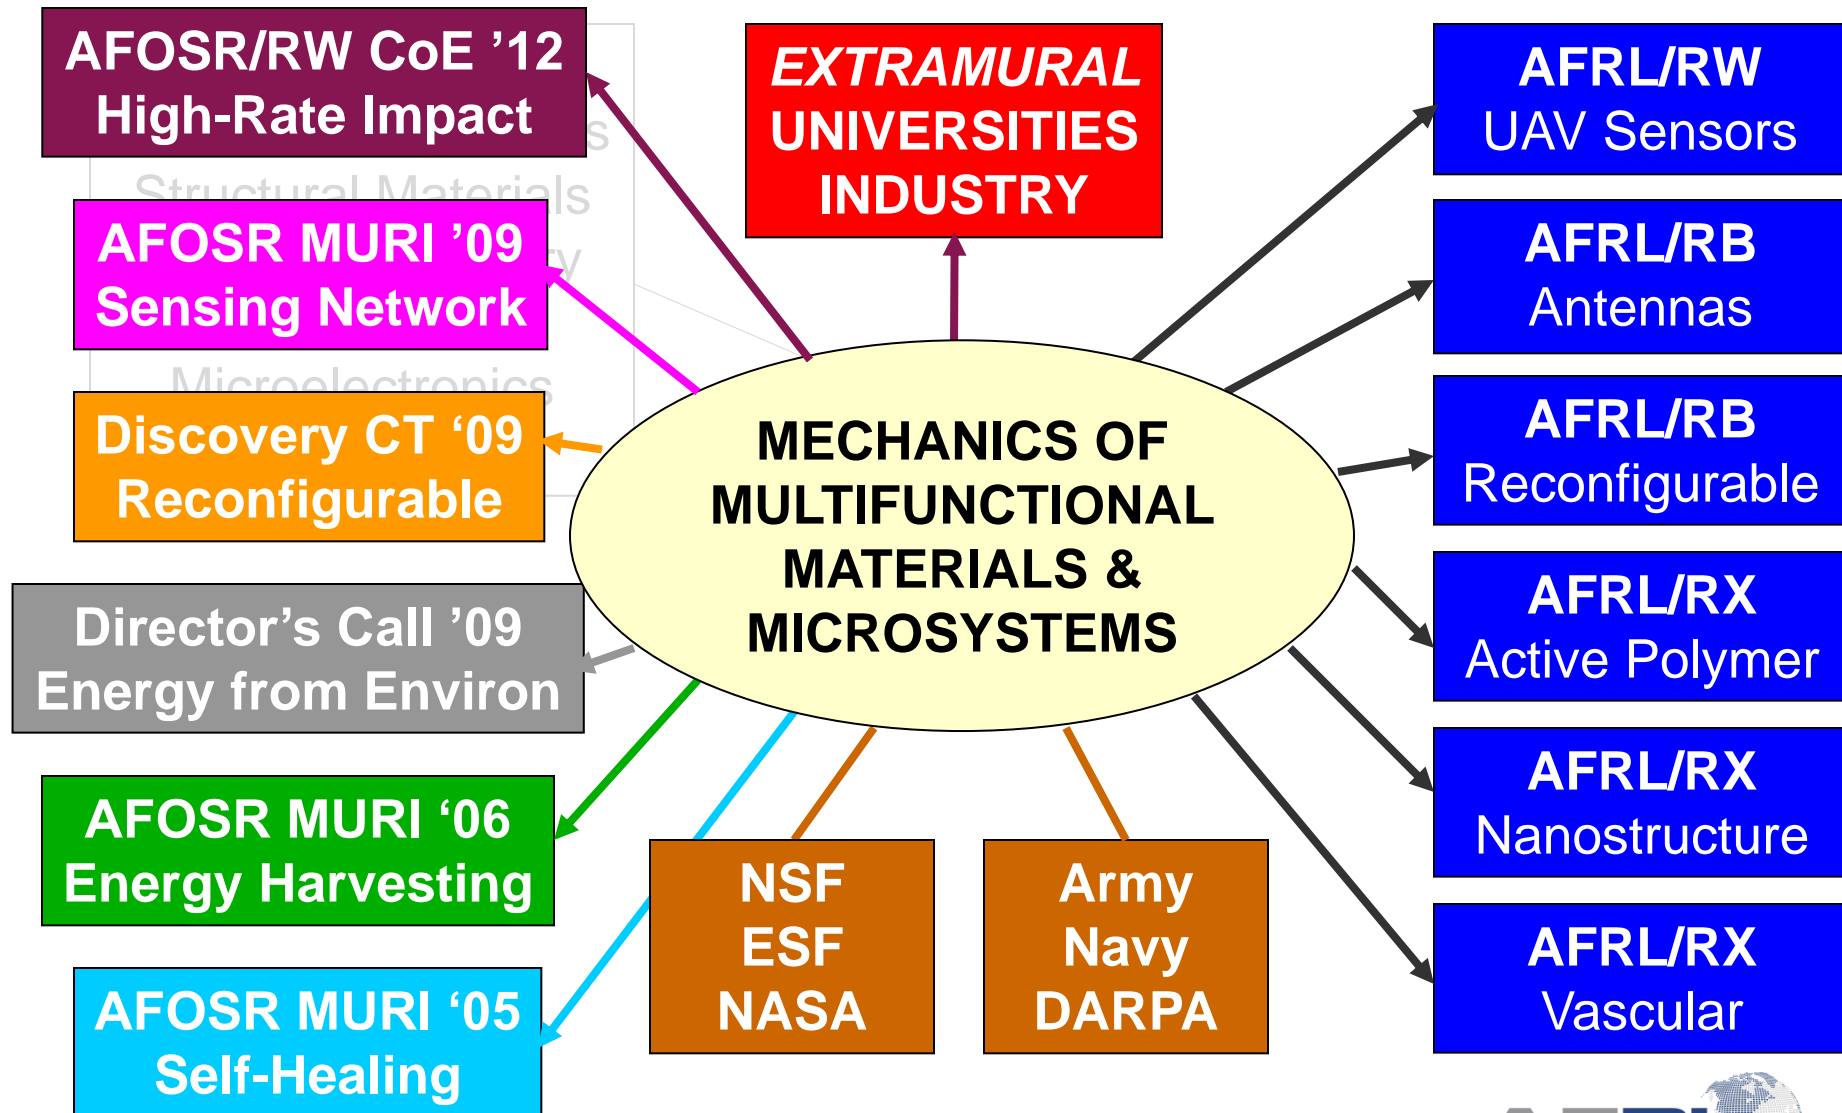 AFOSR/RW CoE ’12
High-Rate Impact
Structural Materials
AFOSR MURI ’09
Sensing Network
Microelectronics
Discovery CT ‘09
Reconfigurable
Director’s Call ’09
Energy from Environ
AFOSR MURI ‘06
Energy Harvesting
AFOSR MURI ‘05
Self-Healing
EXTRAMURAL
UNIVERSITIES
INDUSTRY
MECHANICS OF
MULTIFUNCTIONAL
MATERIALS &
MICROSYSTEMS
NSF
ESF
NASA
Army
Navy
DARPA
AFRL/RW
UAV Sensors
AFRL/RB
Antennas
AFRL/RB
Reconfigurable
AFRL/RX
Active Polymer
AFRL/RX
Nanostructure
AFRL/RX
Vascular